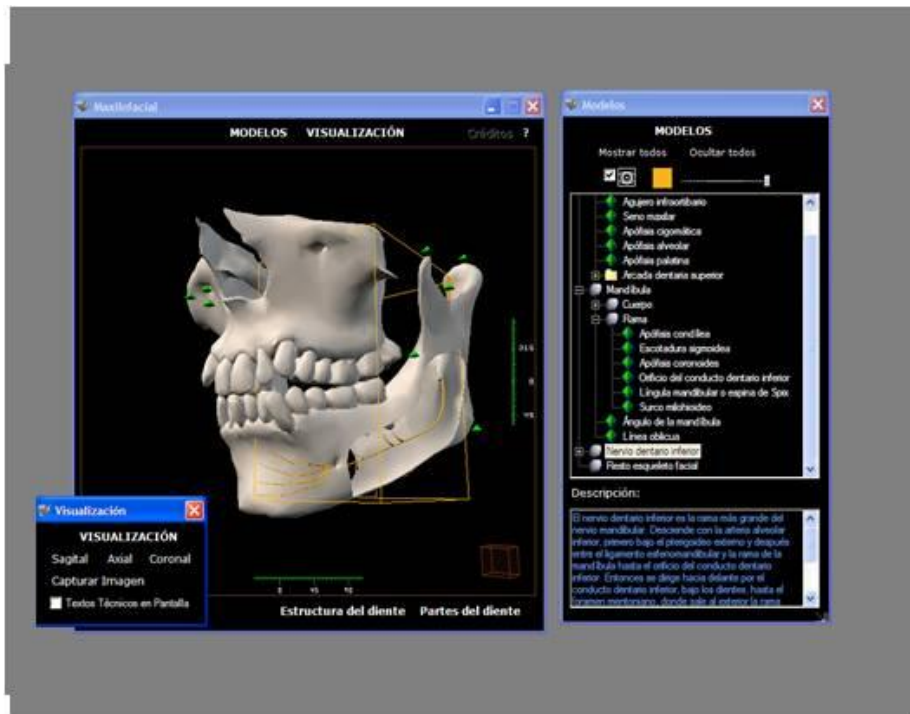 Maxilofacial
MODELOS VISUALIZACIÓN Créditos ?
Estructura del diente Partes del diente
Visualización
VISUALIZACIÓN
Sagital Axial Coronal
Capturar Imagen
Textos Técnicos en Pantalla
Modelos
MODELOS
Mostrar todos Ocultar todos
Agujero infraorbitario
Seno maxilar
Apófisis cigomática
Apófisis alveolar
Apófisis palatina
Arcada dentaria superior
Mandíbula
Cuerpo
Rama
Apófisis condílea
Escotadura sigmoidea
Apófisis coronoides
Orificio del conducto dentario inferior
Língula mandibular o espina de Spix
Surco milohioideo
Ángulo de la mandíbula
Línea oblicua
Nervio dentario inferior
Resto esqueleto facial
Descripción:
El nervio dentario inferior es la rama más grande del
nervio mandibular. Desciende con la arteria alveolar
inferior, primero bajo el pterigoideo externo y después
entre el ligamento esfenomandibular y la rama de la
mandíbula hasta el orificio del conducto dentario
inferior. Entonces se dirige hacia delante por el
conducto dentario inferior, bajo los dientes, hasta el
foramen mentoniano, donde sale al exterior la rama